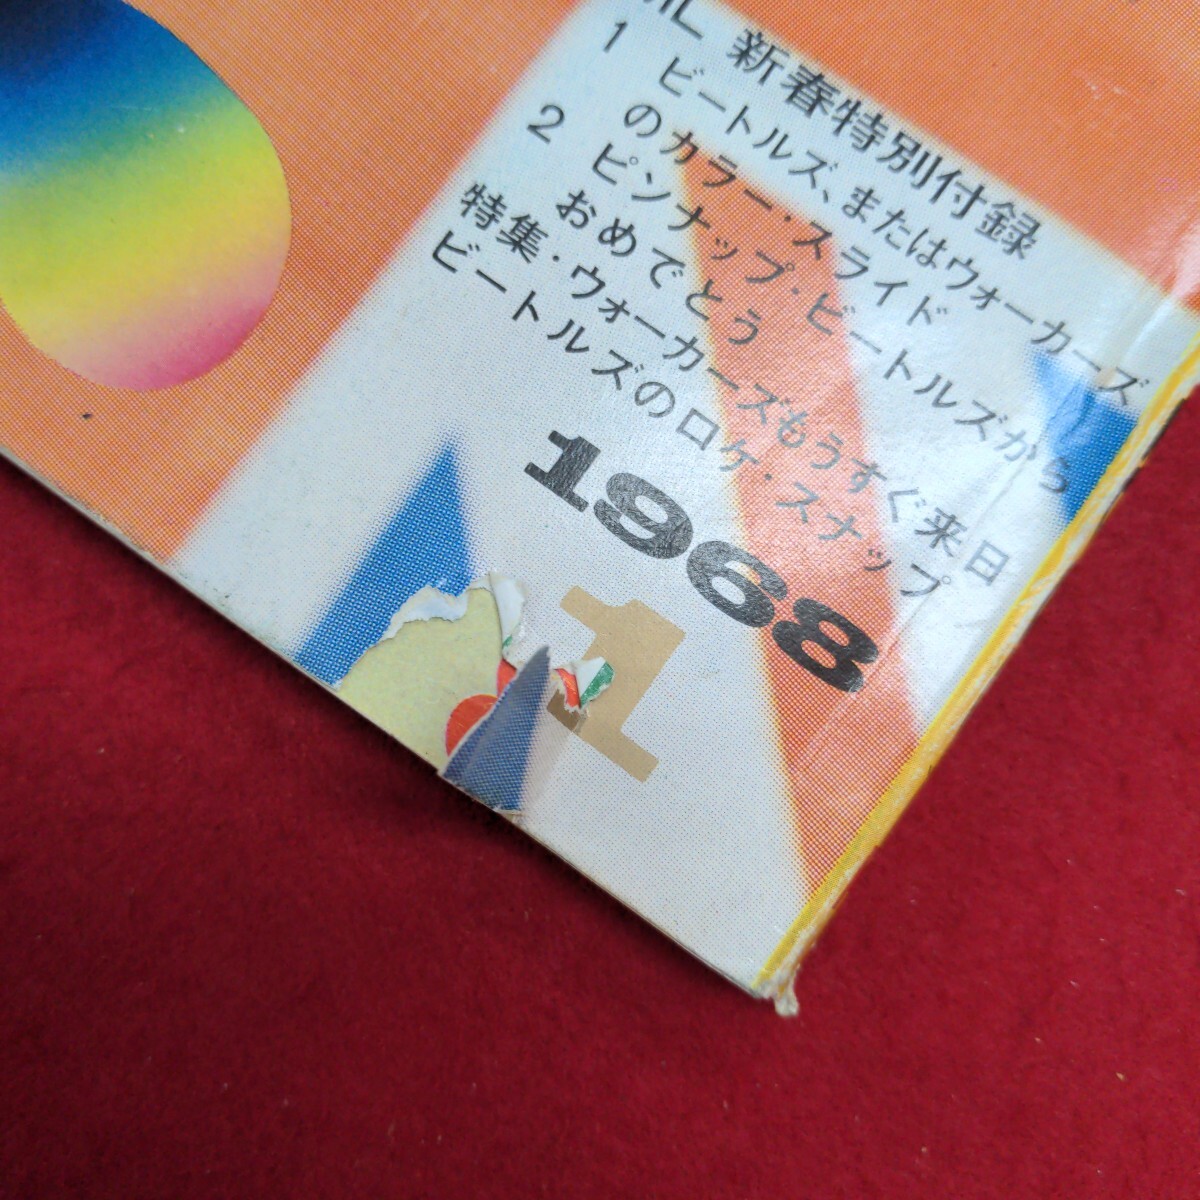 ML 新春特別付録
1 ビートルズ、またはウォーカーズ
のカラー・スライド
2 ピンナップ・ビートルズから
おめでとう
特集・ウォーカーズもうすぐ来日
ビートルズのロケ・スナップ
1968
1